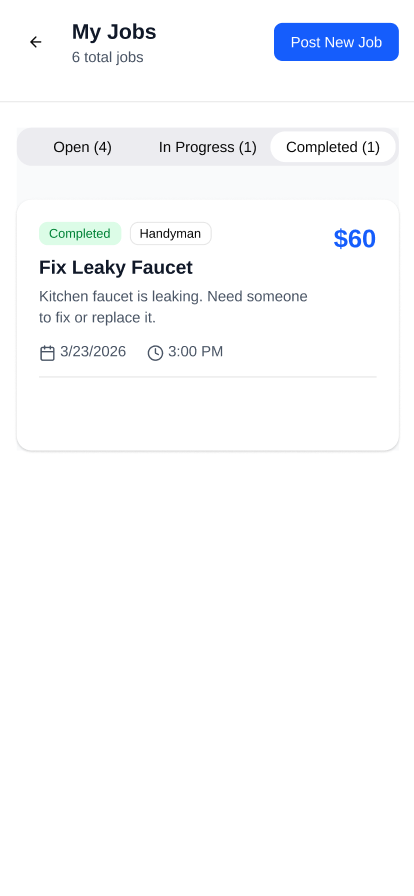 My Jobs
6 total jobs
Post New Job
Open (4)
In Progress (1)
Completed (1)
Completed
Handyman
$60
Fix Leaky Faucet
Kitchen faucet is leaking. Need someone
to fix or replace it.
3/23/2026
3:00 PM